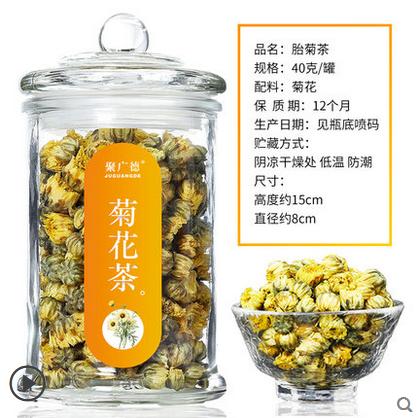 品名：胎菊茶
规格：40克/罐
配料：菊花
保 质 期：12个月
生产日期：见瓶底喷码
贮藏方式：
阴凉干燥处 低温 防潮
尺寸：
高度约15cm
直径约8cm
聚广德®
JUGUANGDE
菊花茶。